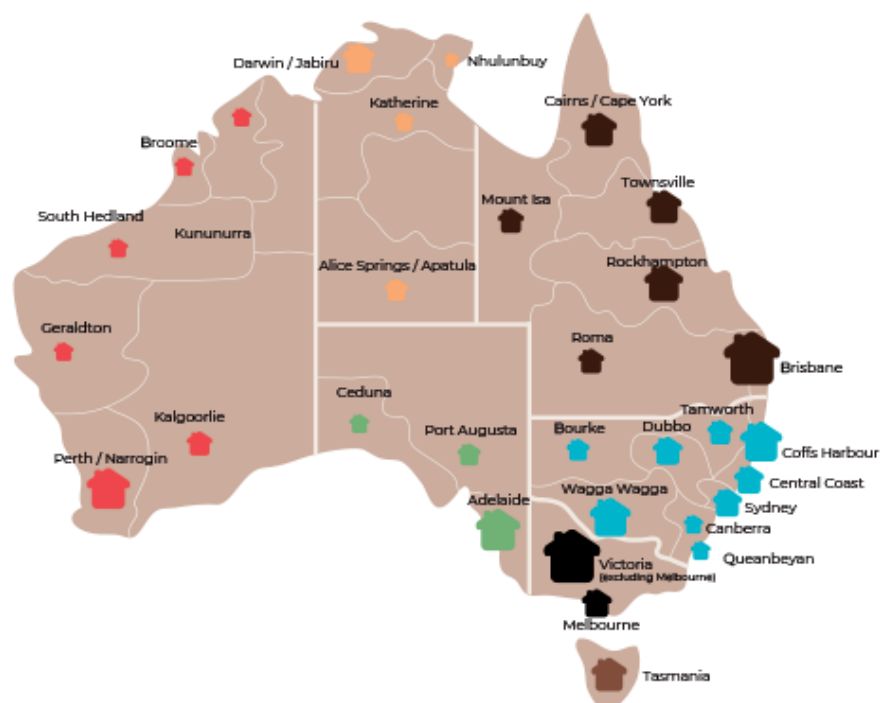 Darwin / Jabiru
Nhulunbuy
Katherine
Cairns / Cape York
Broome
Townsville
Mount Isa
South Hedland
Kununurra
Alice Springs / Apatula
Rockhampton
Geraldton
Roma
Brisbane
Ceduna
Tamworth
Kalgoorlie
Port Augusta
Bourke
Dubbo
Coffs Harbour
Perth / Narrogin
Central Coast
Wagga Wagga
Adelaide
Sydney
Canberra
Queanbeyan
Victoria
(excluding Melbourne)
Melbourne
Tasmania